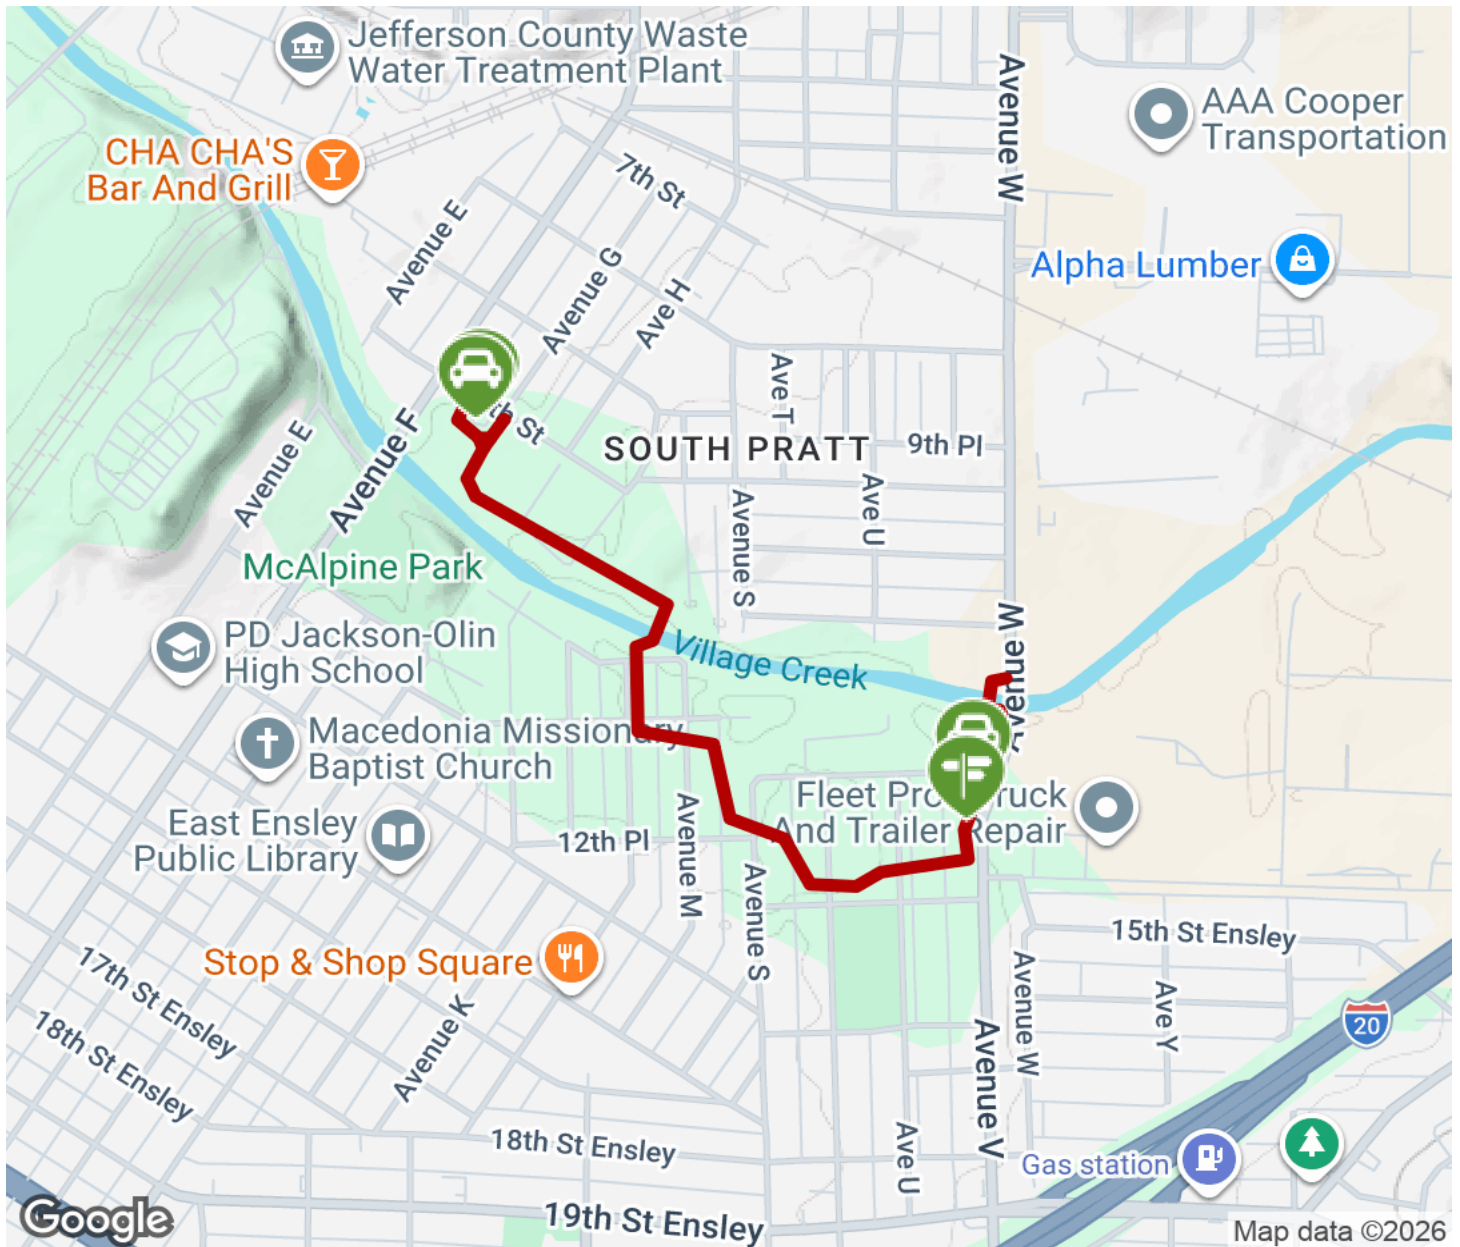 Jefferson County Waste
Water Treatment Plant
AAA Cooper
Transportation
Avenue W
CHA CHA'S
Bar And Grill
7th St
Avenue E
Avenue G
Ave H
Alpha Lumber
Ave T
Avenue F
th St
SOUTH PRATT
9th Pl
Avenue E
Ave U
Avenue S
McAlpine Park
PD Jackson-Olin
High School
Avenue W
Village Creek
Macedonia Missionary
Baptist Church
Fleet Pro Truck
And Trailer Repair
East Ensley
Public Library
12th Pl
Avenue M
Avenue S
15th St Ensley
Stop & Shop Square
17th St Ensley
Avenue W
Ave Y
20
18th St Ensley
Avenue K
Avenue V
18th St Ensley
Ave U
Gas station
19th St Ensley
Google
Map data ©2026